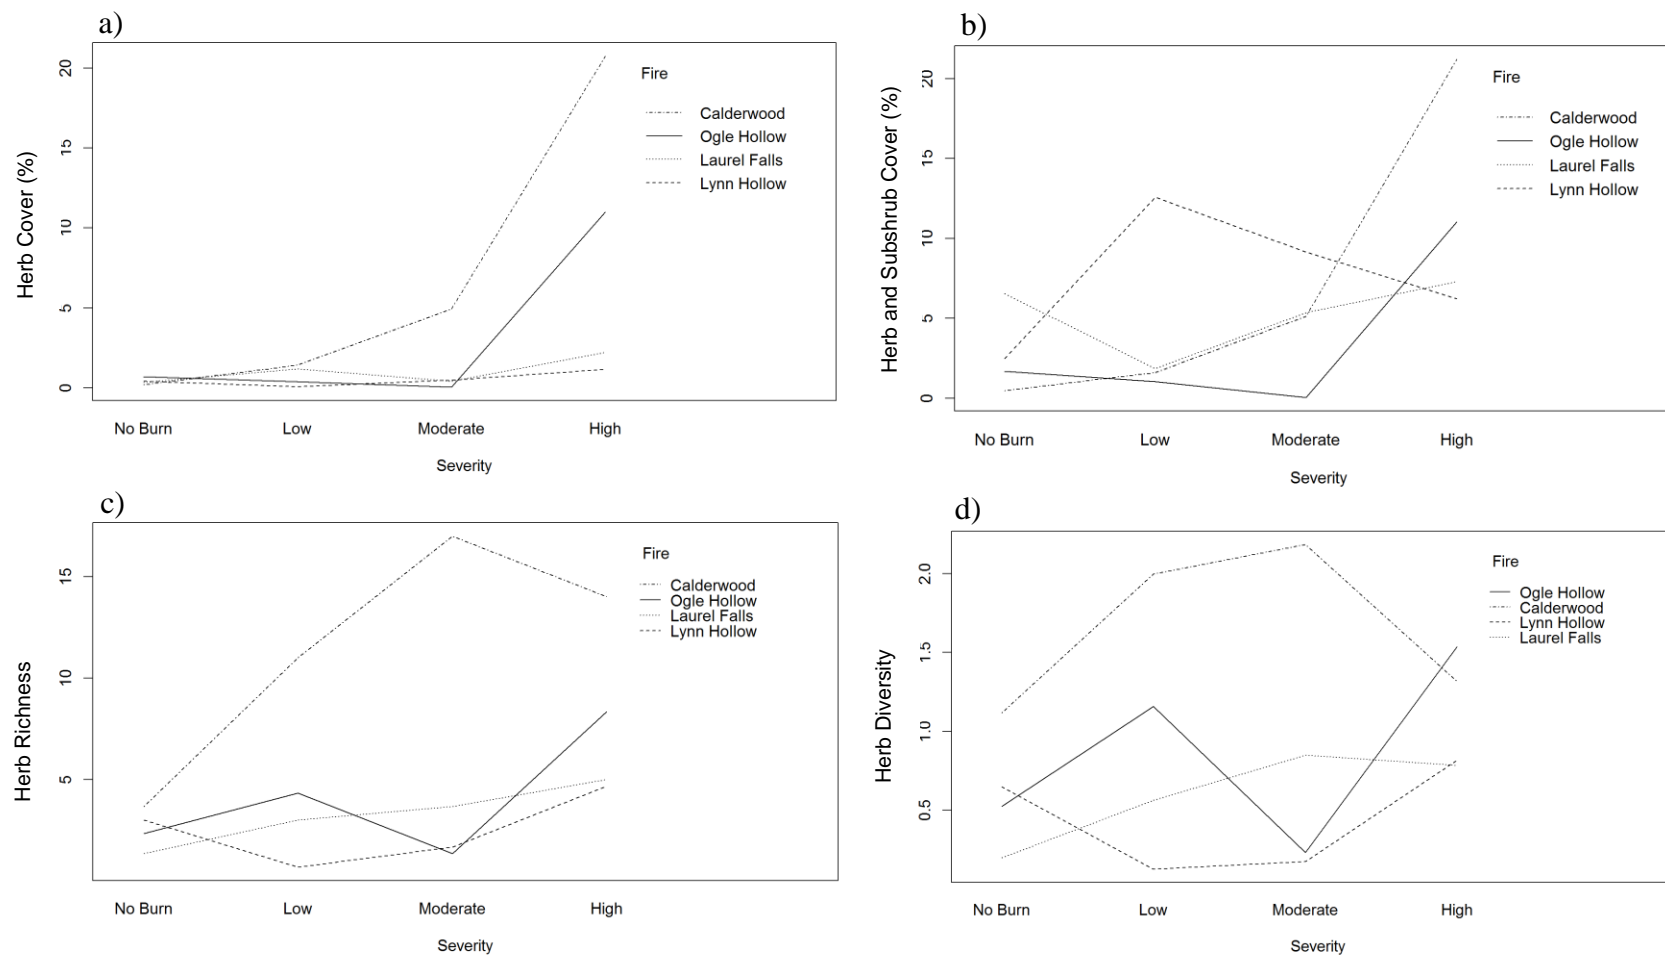 a)
Herb Cover (%)
20
15
10
5
0
Fire
Calderwood
Ogle Hollow
Laurel Falls
Lynn Hollow
No Burn Low Moderate High
Severity
b)
Herb and Subshrub Cover (%)
20
15
10
5
0
Fire
Calderwood
Ogle Hollow
Laurel Falls
Lynn Hollow
No Burn Low Moderate High
Severity
c)
Herb Richness
15
10
5
Fire
Calderwood
Ogle Hollow
Laurel Falls
Lynn Hollow
No Burn Low Moderate High
Severity
d)
Herb Diversity
2.0
1.5
1.0
0.5
Fire
Ogle Hollow
Calderwood
Lynn Hollow
Laurel Falls
No Burn Low Moderate High
Severity